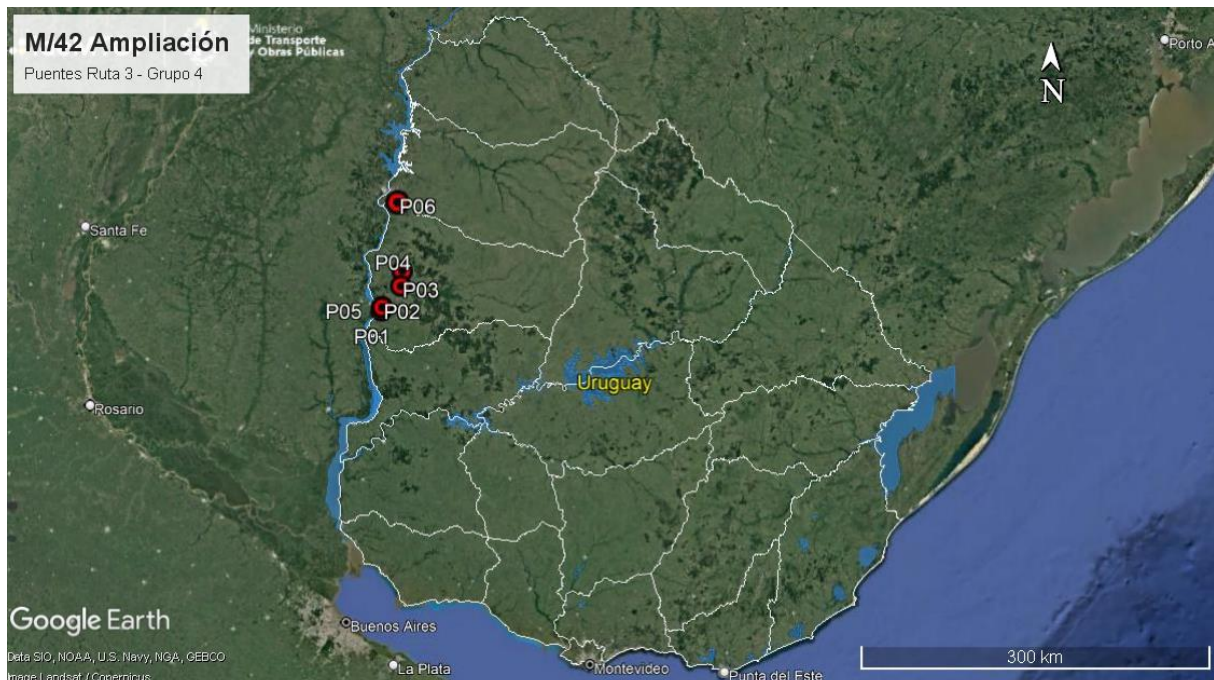 M/42 Ampliación
Puentes Ruta 3 - Grupo 4
Ministerio
de Transporte
y Obras Públicas
N
Porto A
Santa Fe
P06
P04
P03
P05
P02
P01
Uruguay
Rosario
Google Earth
Buenos Aires
Data SIO, NOAA, U.S. Navy, NGA, GEBCO
Image Landsat / Copernicus
La Plata
Montevideo
Punta del Este
300 km